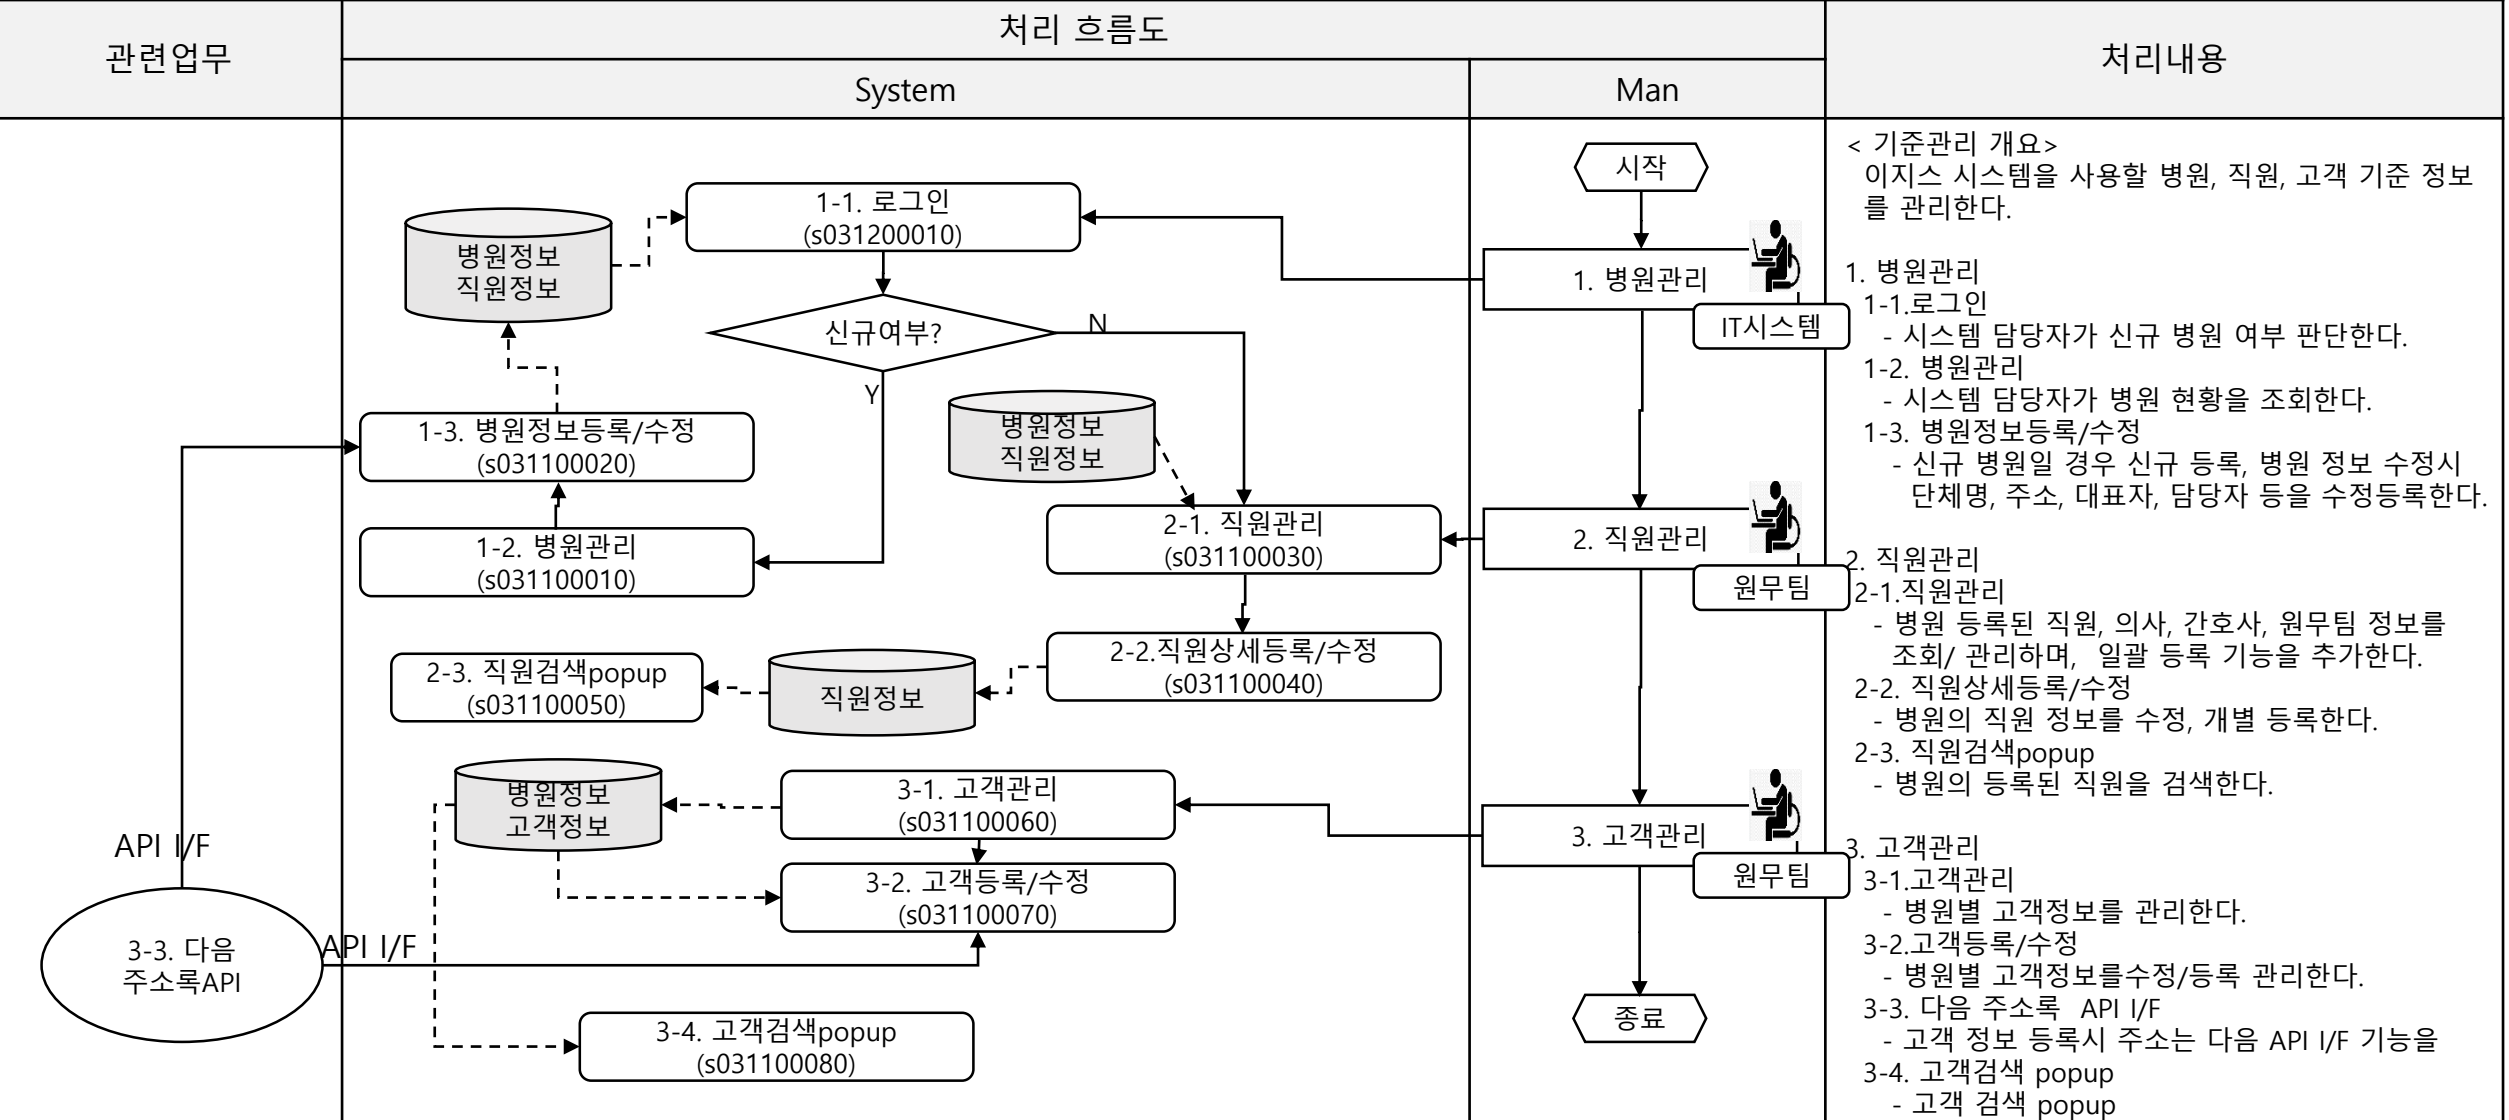 관련업무
처리 흐름도
처리내용
System
Man
시작
1-1. 로그인
(s031200010)
병원정보
직원정보
1. 병원관리
IT시스템
신규여부?
N
Y
1-3. 병원정보등록/수정
(s031100020)
병원정보
직원정보
1-2. 병원관리
(s031100010)
2-1. 직원관리
(s031100030)
2. 직원관리
원무팀
2-2.직원상세등록/수정
(s031100040)
2-3. 직원검색popup
(s031100050)
직원정보
병원정보
고객정보
3-1. 고객관리
(s031100060)
3. 고객관리
원무팀
API I/F
3-2. 고객등록/수정
(s031100070)
3-3. 다음
주소록API
API I/F
3-4. 고객검색popup
(s031100080)
종료
< 기준관리 개요>
이지스 시스템을 사용할 병원, 직원, 고객 기준 정보
를 관리한다.
1. 병원관리
1-1.로그인
- 시스템 담당자가 신규 병원 여부 판단한다.
1-2. 병원관리
- 시스템 담당자가 병원 현황을 조회한다.
1-3. 병원정보등록/수정
- 신규 병원일 경우 신규 등록, 병원 정보 수정시
단체명, 주소, 대표자, 담당자 등을 수정등록한다.
2. 직원관리
2-1.직원관리
- 병원 등록된 직원, 의사, 간호사, 원무팀 정보를
조회/ 관리하며, 일괄 등록 기능을 추가한다.
2-2. 직원상세등록/수정
- 병원의 직원 정보를 수정, 개별 등록한다.
2-3. 직원검색popup
- 병원의 등록된 직원을 검색한다.
3. 고객관리
3-1.고객관리
- 병원별 고객정보를 관리한다.
3-2.고객등록/수정
- 병원별 고객정보를수정/등록 관리한다.
3-3. 다음 주소록 API I/F
- 고객 정보 등록시 주소는 다음 API I/F 기능을
3-4. 고객검색 popup
- 고객 검색 popup